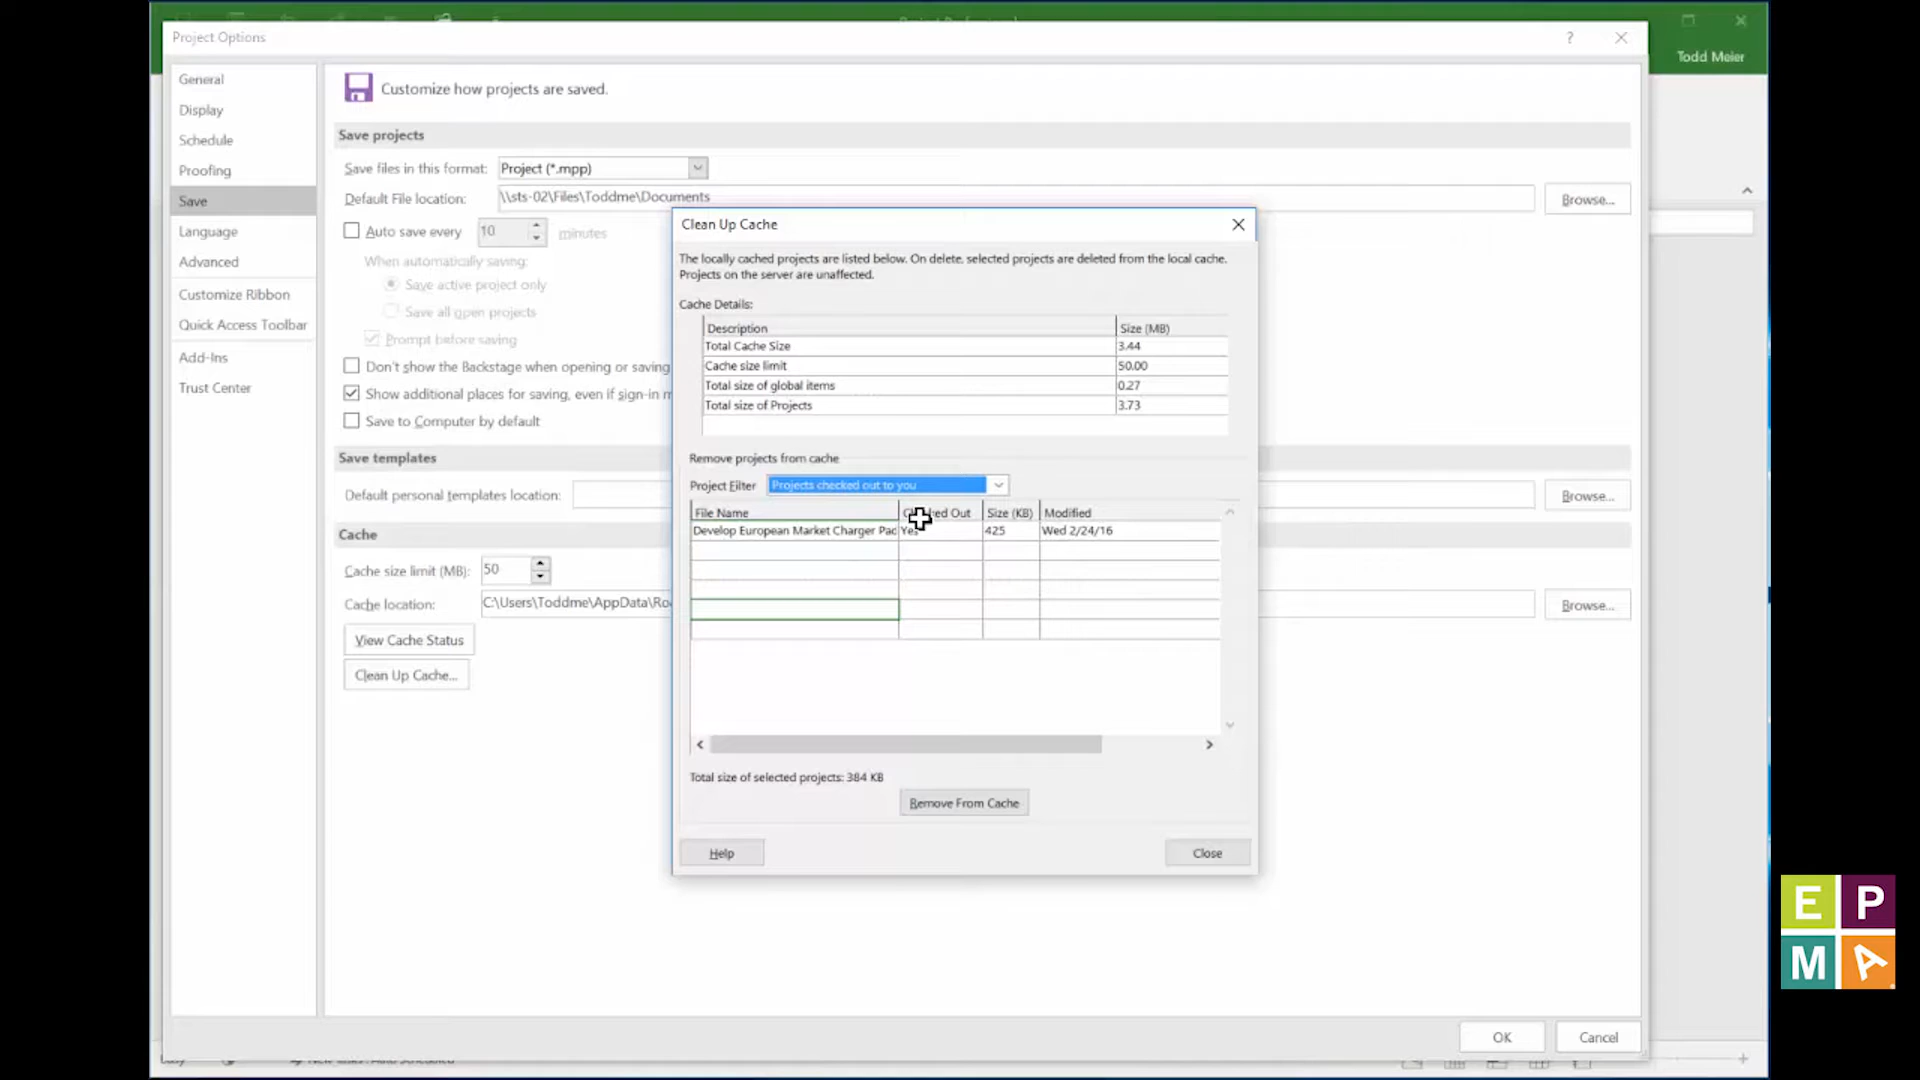 Project Options
?
Todd Meier
General
Display
Schedule
Proofing
Save
Language
Advanced
Customize Ribbon
Quick Access Toolbar
Add-Ins
Trust Center
Customize how projects are saved.
Save projects
Save files in this format: Project (*.mpp)
Default File location: \\sts-02\Files\Toddme\Documents Browse...
Auto save every 10 minutes
When automatically saving:
Save active project only
Save all open projects
Prompt before saving
Don't show the Backstage when opening or saving
Show additional places for saving, even if sign-in
Save to Computer by default
Save templates
Default personal templates location: Browse...
Cache
Cache size limit (MB): 50
Cache location: C:\Users\Toddme\AppData\Ro Browse...
View Cache Status
Clean Up Cache...
Clean Up Cache
The locally cached projects are listed below. On delete, selected projects are deleted from the local cache.
Projects on the server are unaffected.
Cache Details:
Description Size (MB)
Total Cache Size 3.44
Cache size limit 50.00
Total size of global items 0.27
Total size of Projects 3.73
Remove projects from cache
Project Filter Projects checked out to you
File Name Out Size (KB) Modified
Develop European Market Charger Pac Yes 425 Wed 2/24/16
Total size of selected projects: 384 KB
Remove From Cache
Help Close
OK Cancel
E P
M A